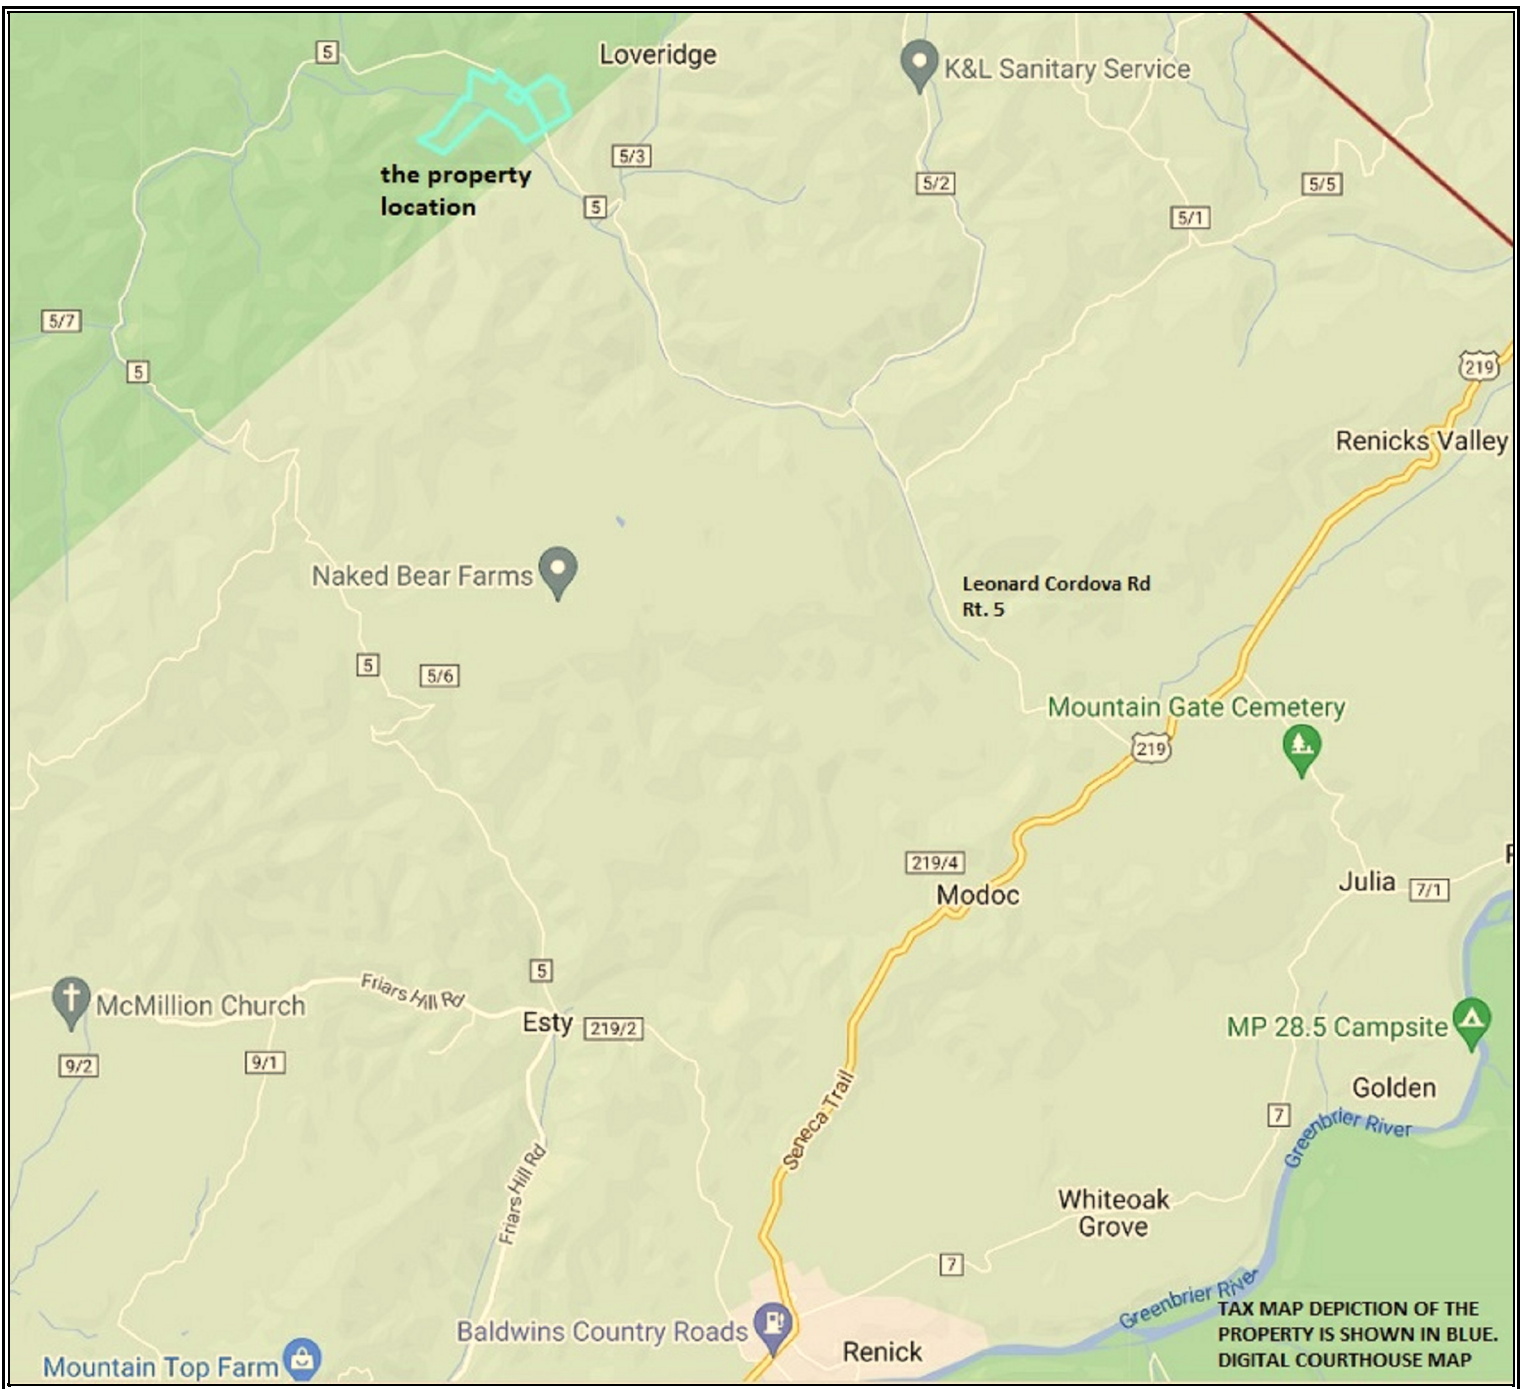 5
Loveridge
K&L Sanitary Service
5/3
the property
location
5
5/2
5/5
5/1
5/7
5
219
Renicks Valley
Naked Bear Farms
Leonard Cordova Rd
Rt. 5
5
5/6
Mountain Gate Cemetery
219
219/4
Modoc
Julia
7/1
5
Friars Hill Rd
McMillion Church
Esty
219/2
9/2
9/1
MP 28.5 Campsite
Golden
7
Greenbrier River
Seneca Trail
Friars Hill Rd
Whiteoak
Grove
7
Greenbrier River
TAX MAP DEPICTION OF THE
PROPERTY IS SHOWN IN BLUE.
DIGITAL COURTHOUSE MAP
Baldwins Country Roads
Renick
Mountain Top Farm